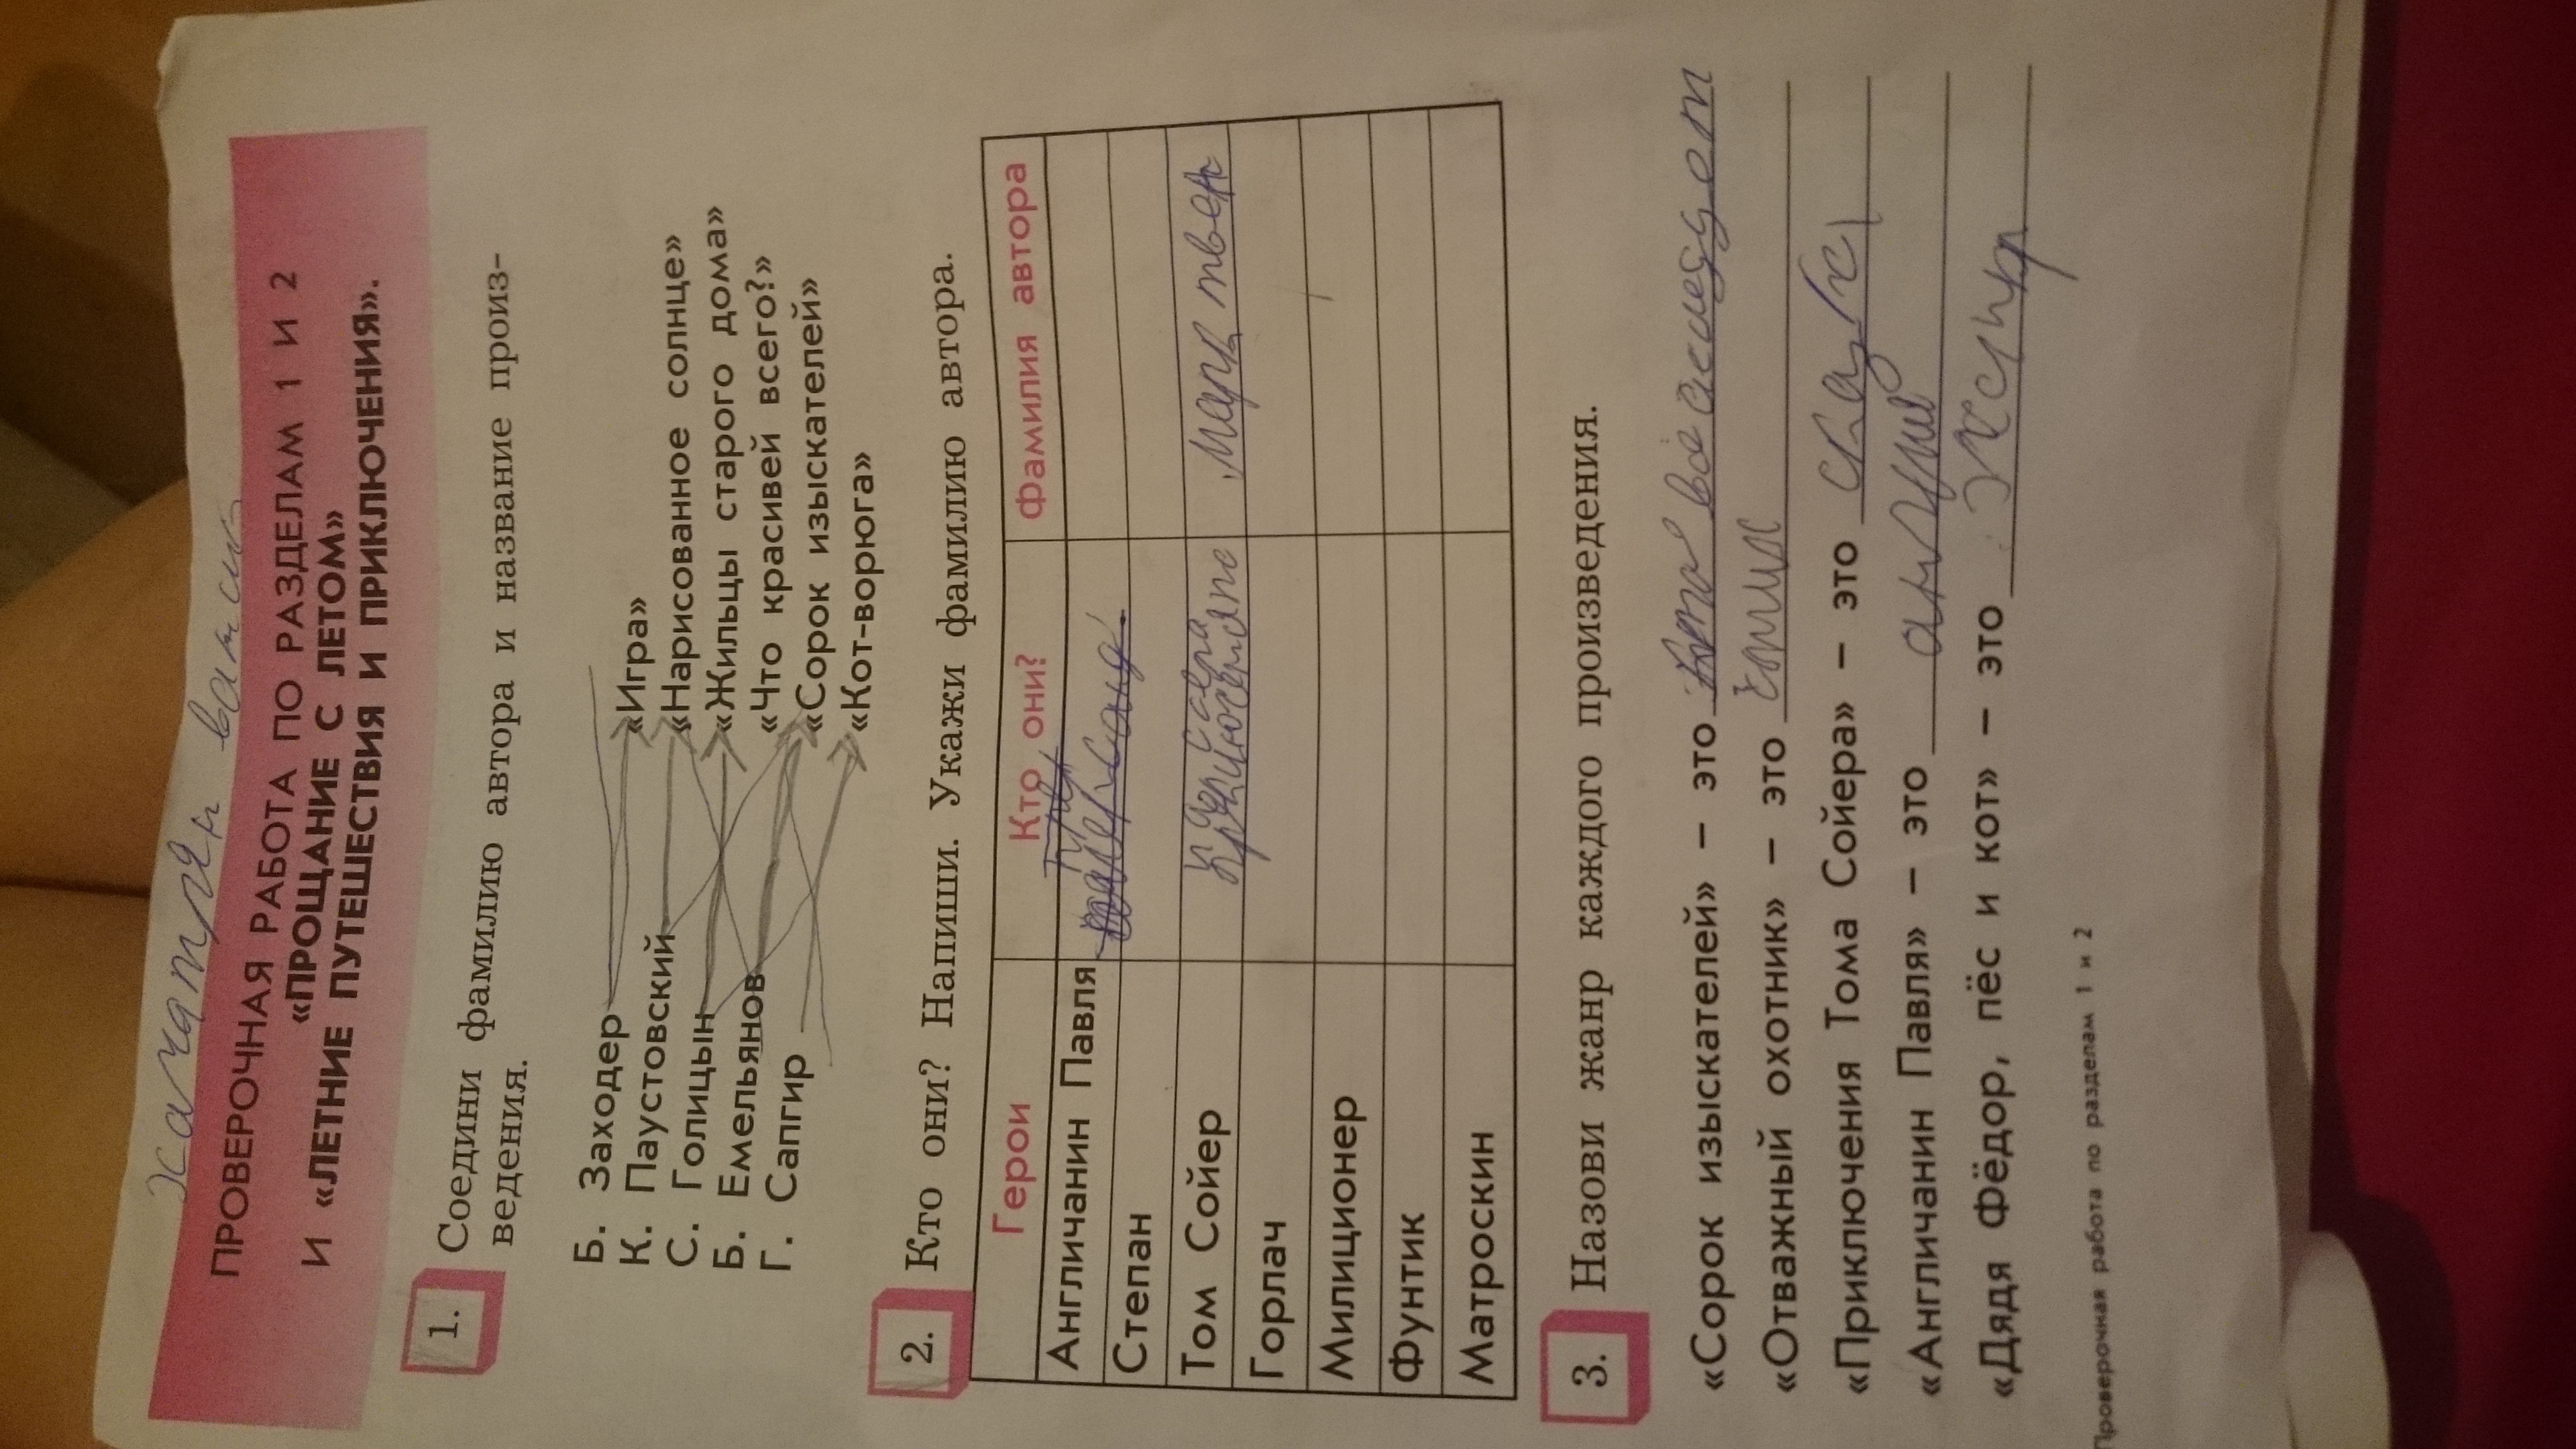 ПРОВЕРОЧНАЯ РАБОТА ПО РАЗДЕЛАМ 1 И 2
«ПРОЩАНИЕ С ЛЕТОМ»
И «ЛЕТНИЕ ПУТЕШЕСТВИЯ И ПРИКЛЮЧЕНИЯ».
1. Соедини фамилию автора и название произ-
ведения.
Б. Заходер «Игра»
К. Паустовский «Нарисованное солнце»
С. Голицын «Жильцы старого дома»
Б. Емельянов «Что красивей всего?»
Г. Сапгир «Сорок изыскателей»
«Кот-ворюга»
2. Кто они? Напиши. Укажи фамилию автора.
Герои Кто они? Фамилия автора
Англичанин Павля
Степан
Том Сойер марк твен
Горлач
Милиционер
Фунтик
Матроскин
3. Назови жанр каждого произведения.
«Сорок изыскателей» – это
«Отважный охотник» – это
«Приключения Тома Сойера» – это
«Англичанин Павля» – это
«Дядя Фёдор, пёс и кот» – это
Проверочная работа по разделам 1 и 2